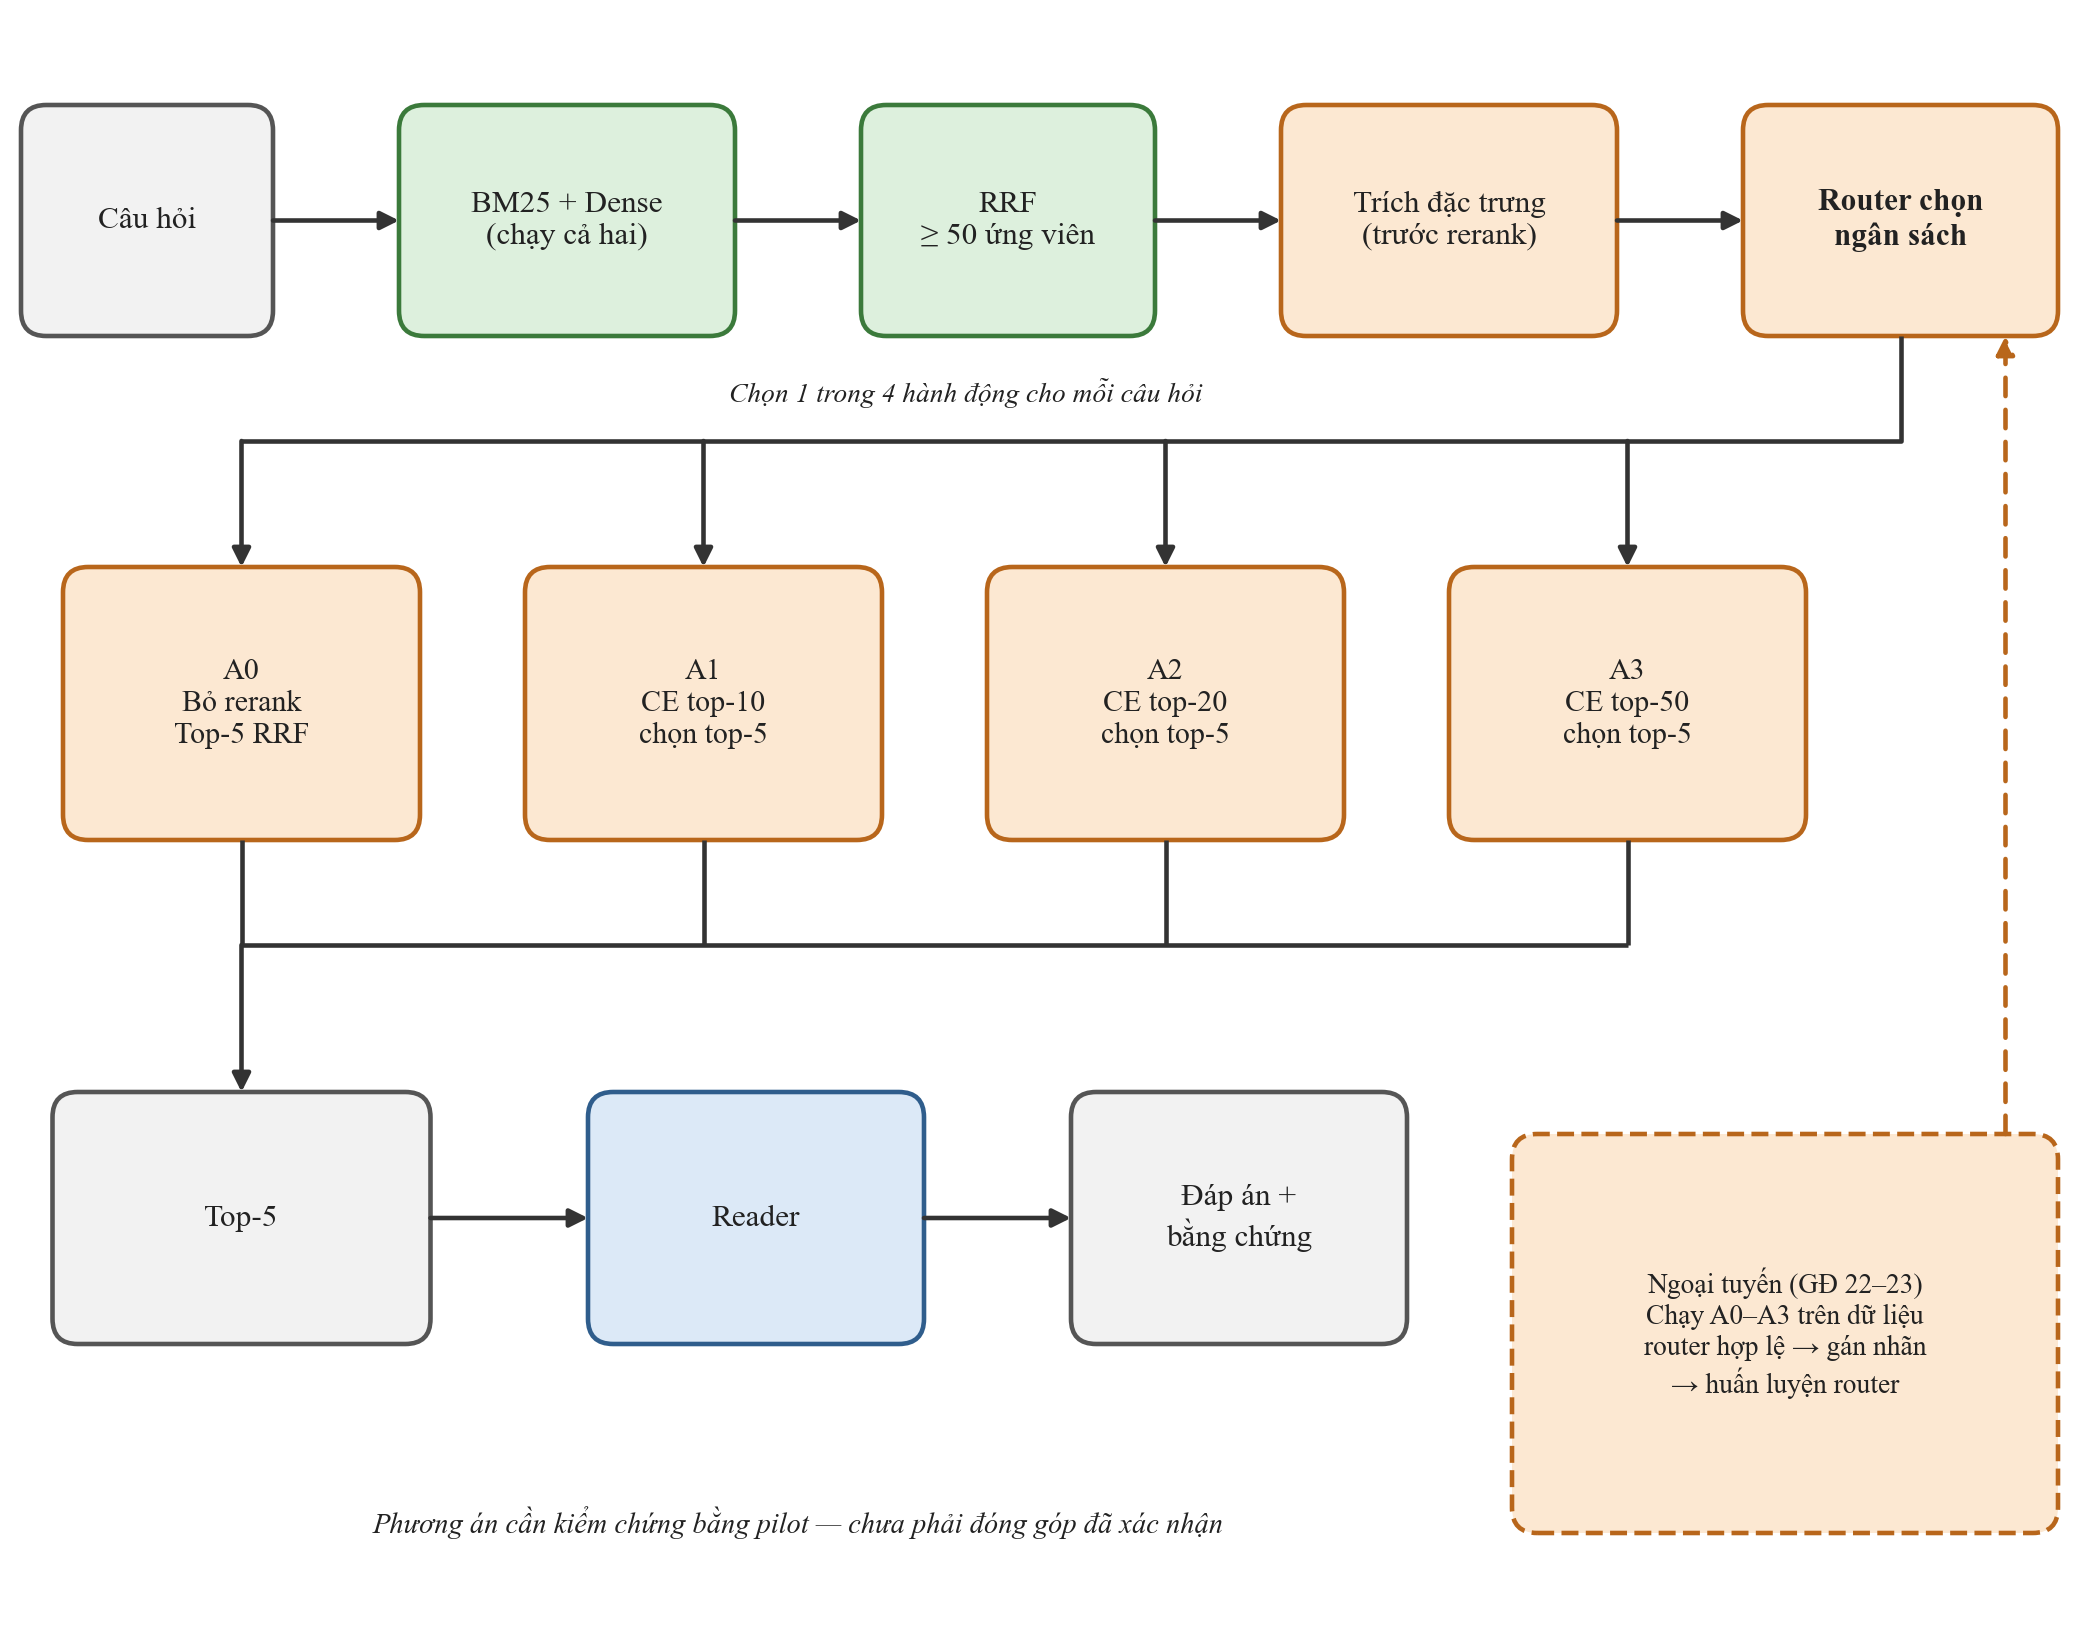 Câu hỏi
BM25 + Dense
(chạy cả hai)
RRF
≥ 50 ứng viên
Trích đặc trưng
(trước rerank)
Router chọn
ngân sách
Chọn 1 trong 4 hành động cho mỗi câu hỏi
A0
Bỏ rerank
Top-5 RRF
A1
CE top-10
chọn top-5
A2
CE top-20
chọn top-5
A3
CE top-50
chọn top-5
Top-5
Reader
Đáp án +
bằng chứng
Ngoại tuyến (GĐ 22–23)
Chạy A0–A3 trên dữ liệu
router hợp lệ → gán nhãn
→ huấn luyện router
Phương án cần kiểm chứng bằng pilot — chưa phải đóng góp đã xác nhận